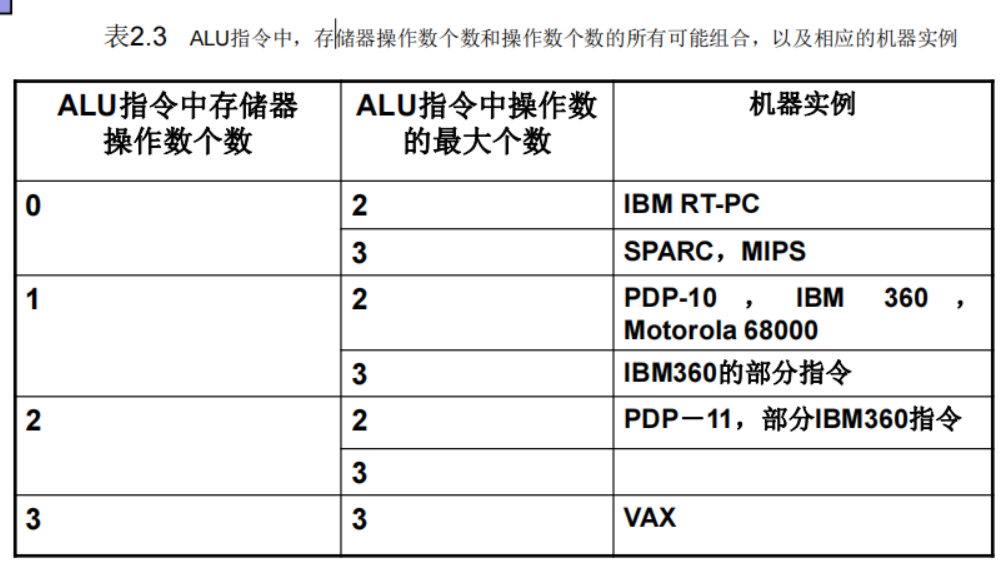 表2.3 ALU指令中，存储器操作数个数和操作数个数的所有可能组合，以及相应的机器实例
ALU指令中存储器
操作数个数
ALU指令中操作数
的最大个数
机器实例
0
2
IBM RT-PC
3
SPARC，MIPS
1
2
PDP-10 ， IBM 360 ，
Motorola 68000
3
IBM360的部分指令
2
2
PDP－11，部分IBM360指令
3
3
3
VAX